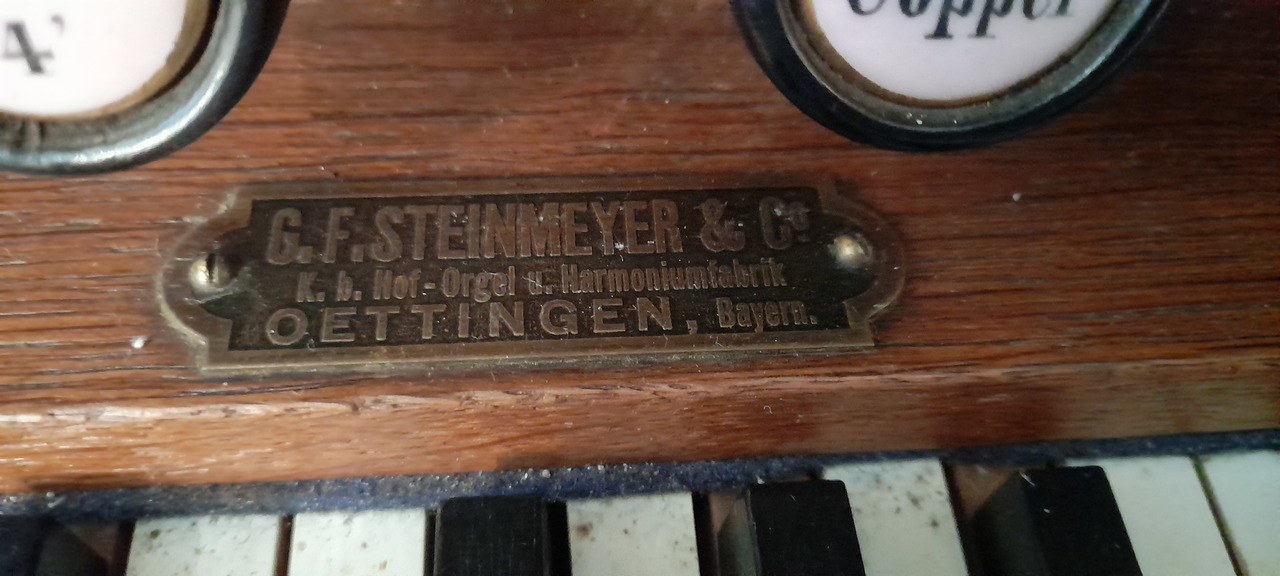 4'
Copper
G. F. STEINMEYER & Co
K. b. Hof-Orgel u. Harmoniumfabrik
OETTINGEN, Bayern.